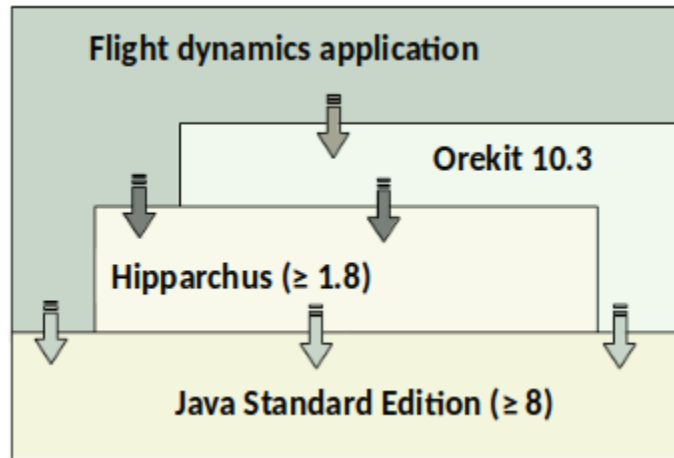 Flight dynamics application
Orekit 10.3
Hipparchus (≥ 1.8)
Java Standard Edition (≥ 8)